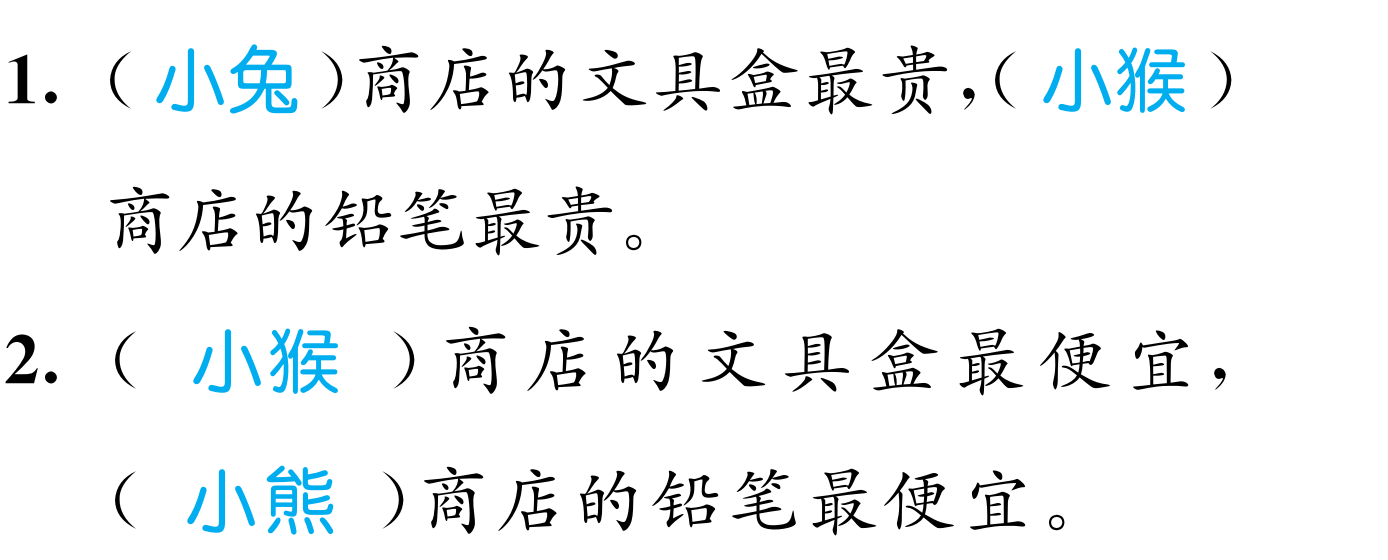 1. ( 小兔 )商店的文具盒最贵,( 小猴 )
商店的铅笔最贵。
2. ( 小猴 )商店的文具盒最便宜,
( 小熊 )商店的铅笔最便宜。